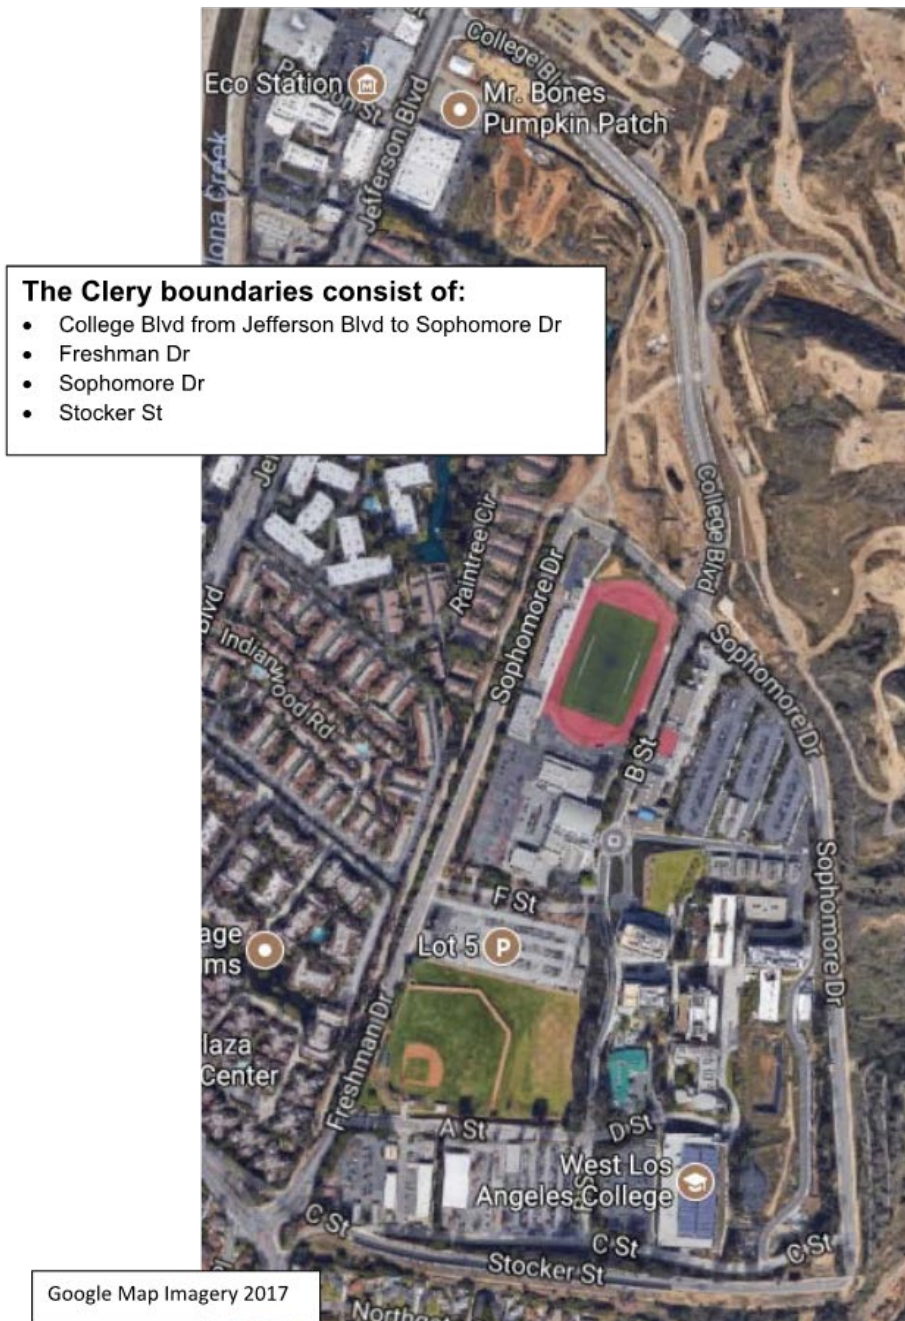 College Blvd
Eco Station
Jefferson Blvd
Mr. Bones
Pumpkin Patch
The Clery boundaries consist of:
• College Blvd from Jefferson Blvd to Sophomore Dr
• Freshman Dr
• Sophomore Dr
• Stocker St
College Blvd
Raintree Cir
Sophomore Dr
Blvd
Indianwood Rd
Sophomore Dr
B St
Sophomore Dr
F St
Lot 5 P
Freshman Dr
Center
A St
D St
West Los
Angeles College
C St
C St
C St
Stocker St
Google Map Imagery 2017